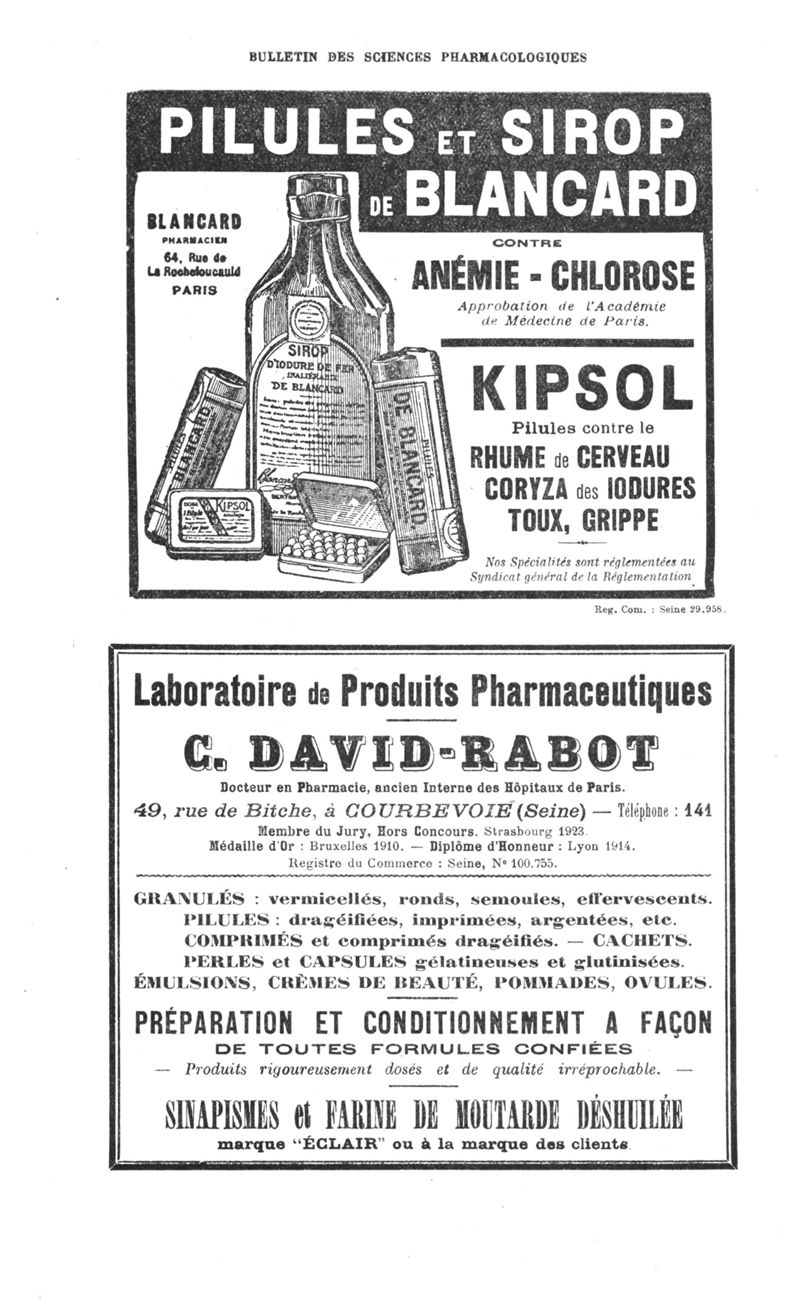 BULLETIN DES SCIENCES PHARMACOLOGIQUES
PILULES ET SIROP
DE BLANCARD
BLANCARD
PHARMACIEN
64, Rue de
La Rochefoucauld
PARIS
CONTRE
ANÉMIE - CHLOROSE
Approbation de l'Académie
de Médecine de Paris.
SIROP
D'IODURE DE FER
INALTÉRABLE
DE BLANCARD
PILULES
BLANCARD
PILULES
DE BLANCARD
KIPSOL
KIPSOL
Pilules contre le
RHUME de CERVEAU
CORYZA des IODURES
TOUX, GRIPPE
Nos Spécialités sont réglementées au
Syndicat général de la Réglementation
Reg. Com. : Seine 29.958.
Laboratoire de Produits Pharmaceutiques
C. DAVID-RABOT
Docteur en Pharmacie, ancien Interne des Hôpitaux de Paris.
49, rue de Bitche, à COURBEVOIE (Seine) — Téléphone : 141
Membre du Jury, Hors Concours. Strasbourg 1923.
Médaille d'Or : Bruxelles 1910. — Diplôme d'Honneur : Lyon 1914.
Registre du Commerce : Seine, N° 100.755.
GRANULÉS : vermicellés, ronds, semoules, effervescents.
PILULES : dragéifiées, imprimées, argentées, etc.
COMPRIMÉS et comprimés dragéifiés. — CACHETS.
PERLES et CAPSULES gélatineuses et glutinisées.
ÉMULSIONS, CRÈMES DE BEAUTÉ, POMMADES, OVULES.
PRÉPARATION ET CONDITIONNEMENT A FAÇON
DE TOUTES FORMULES CONFIÉES
— Produits rigoureusement dosés et de qualité irréprochable. —
SINAPISMES et FARINE DE MOUTARDE DÉSHUILÉE
marque "ÉCLAIR" ou à la marque des clients.